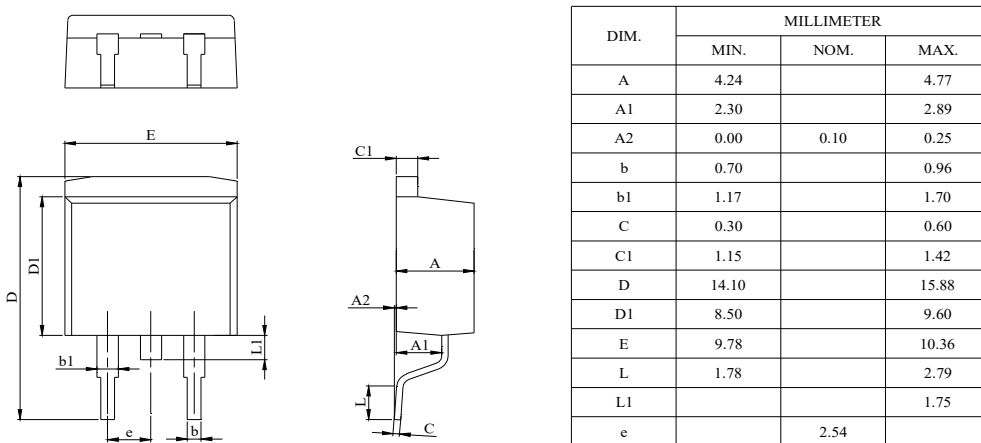 E
D
D1
b1
L1
e
b
C1
A
A2
A1
L
C
DIM. MILLIMETER
MIN. NOM. MAX.
A 4.24 4.77
A1 2.30 2.89
A2 0.00 0.10 0.25
b 0.70 0.96
b1 1.17 1.70
C 0.30 0.60
C1 1.15 1.42
D 14.10 15.88
D1 8.50 9.60
E 9.78 10.36
L 1.78 2.79
L1 1.75
e 2.54